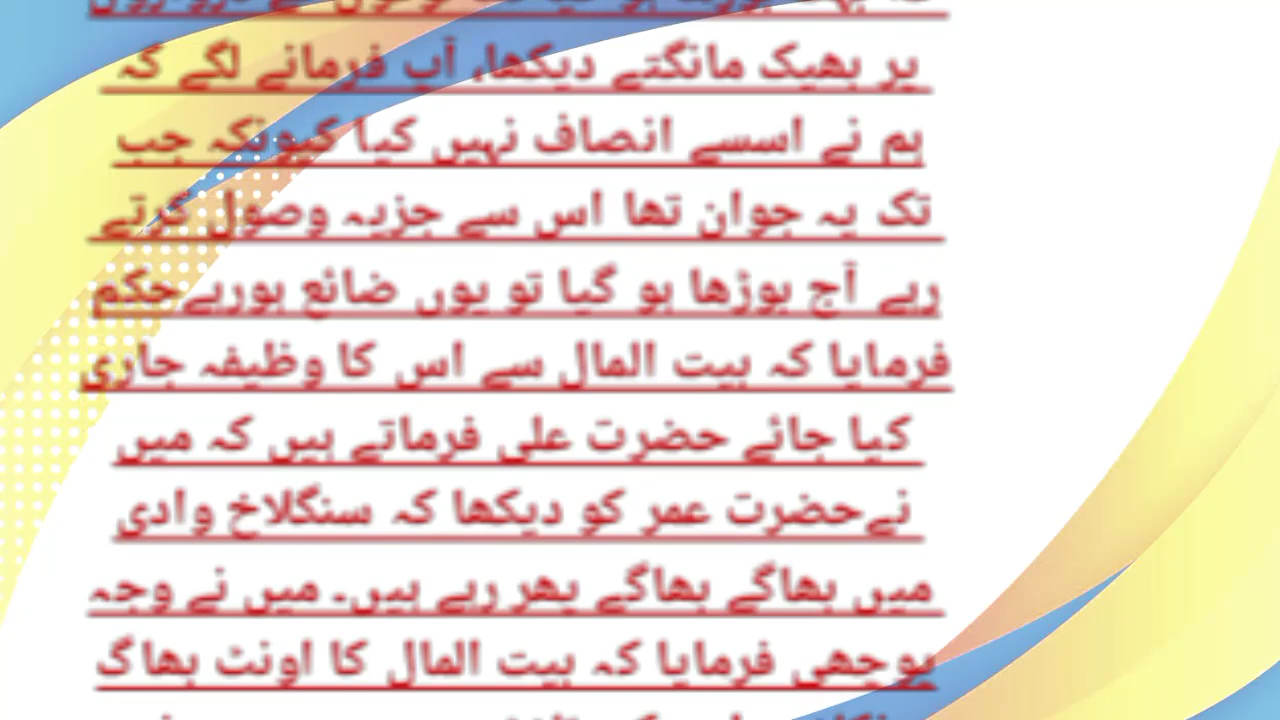 پر بھیک مانگتے دیکھا، آپ فرمانے لگے کہ
ہم نے اسسے انصاف نہیں کیا کیونکہ جب
تک یہ جوان تھا اس سے جزیہ وصول کرتے
رہے آج بوڑھا ہو گیا تو یوں ضائع ہورہےحکم
فرمایا کہ بیت المال سے اس کا وظیفہ جاری
کیا جائے حضرت علی فرماتے ہیں کہ میں
نےحضرت عمر کو دیکھا کہ سنگلاخ وادی
میں بھاگے بھاگے پھر رہے ہیں۔ میں نے وجہ
پوچھی فرمایا کہ بیت المال کا اونٹ بھاگ